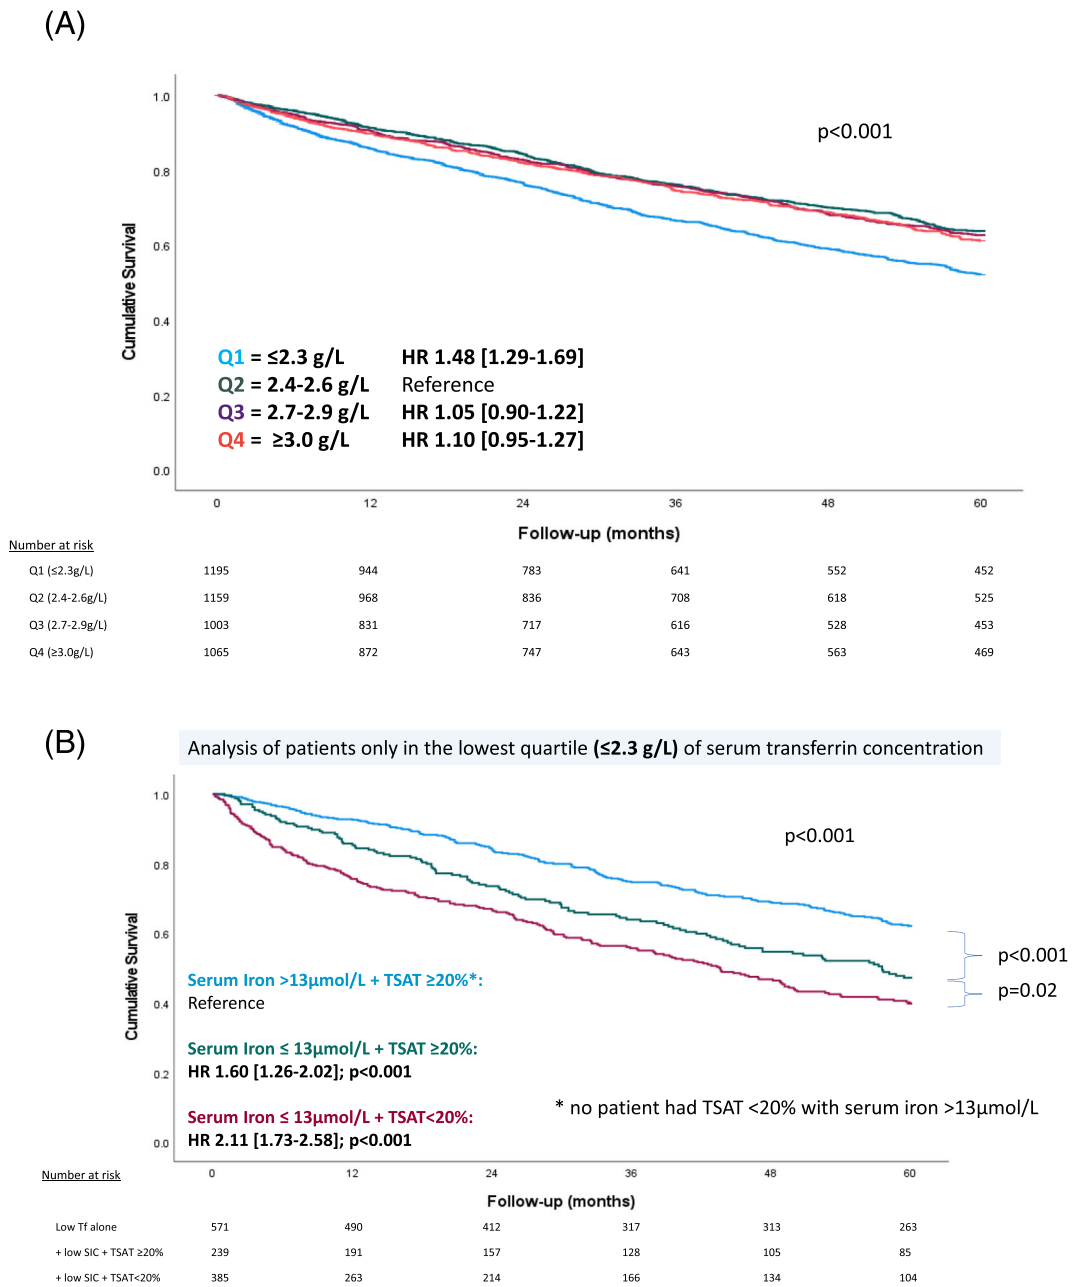 (A)
1.0
0.8
0.6
0.4
0.2
0.0
Cumulative Survival
p<0.001
Q1 = ≤2.3 g/L HR 1.48 [1.29-1.69]
Q2 = 2.4-2.6 g/L Reference
Q3 = 2.7-2.9 g/L HR 1.05 [0.90-1.22]
Q4 = ≥3.0 g/L HR 1.10 [0.95-1.27]
0 12 24 36 48 60
Follow-up (months)
Number at risk
Q1 (≤2.3g/L) 1195 944 783 641 552 452
Q2 (2.4-2.6g/L) 1159 968 836 708 618 525
Q3 (2.7-2.9g/L) 1003 831 717 616 528 453
Q4 (≥3.0g/L) 1065 872 747 643 563 469
(B)
Analysis of patients only in the lowest quartile (≤2.3 g/L) of serum transferrin concentration
1.0
0.8
0.6
0.4
0.2
0.0
Cumulative Survival
p<0.001
p<0.001
p=0.02
Serum Iron >13μmol/L + TSAT ≥20%*:
Reference
Serum Iron ≤ 13μmol/L + TSAT ≥20%:
HR 1.60 [1.26-2.02]; p<0.001
Serum Iron ≤ 13μmol/L + TSAT<20%:
HR 2.11 [1.73-2.58]; p<0.001
* no patient had TSAT <20% with serum iron >13μmol/L
0 12 24 36 48 60
Follow-up (months)
Number at risk
Low Tf alone 571 490 412 317 313 263
+ low SIC + TSAT ≥20% 239 191 157 128 105 85
+ low SIC + TSAT<20% 385 263 214 166 134 104